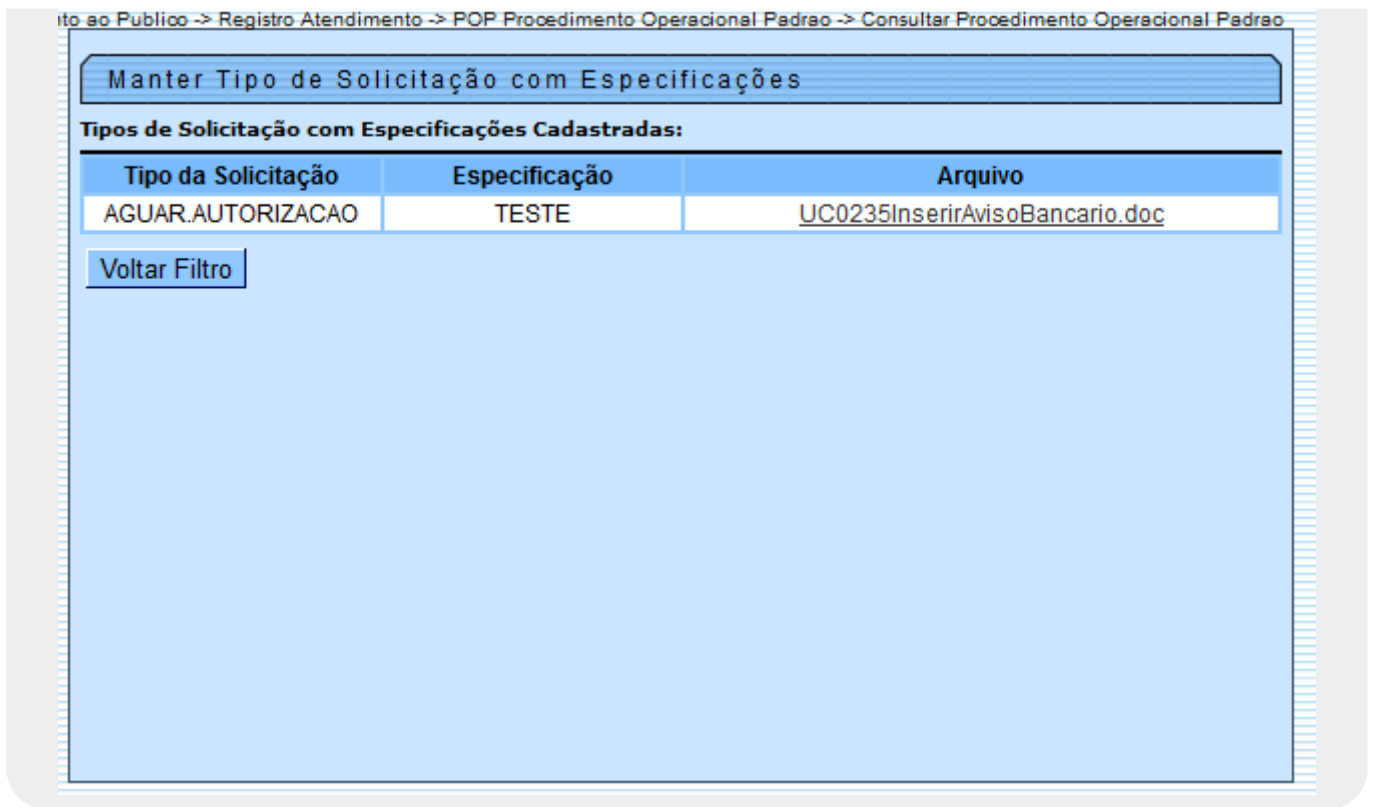 to ao Publico -> Registro Atendimento -> POP Procedimento Operacional Padrao -> Consultar Procedimento Operacional Padrao
Manter Tipo de Solicitação com Especificações
Tipos de Solicitação com Especificações Cadastradas:
Tipo da Solicitação Especificação Arquivo
AGUAR.AUTORIZACAO TESTE UC0235InserirAvisoBancario.doc
Voltar Filtro